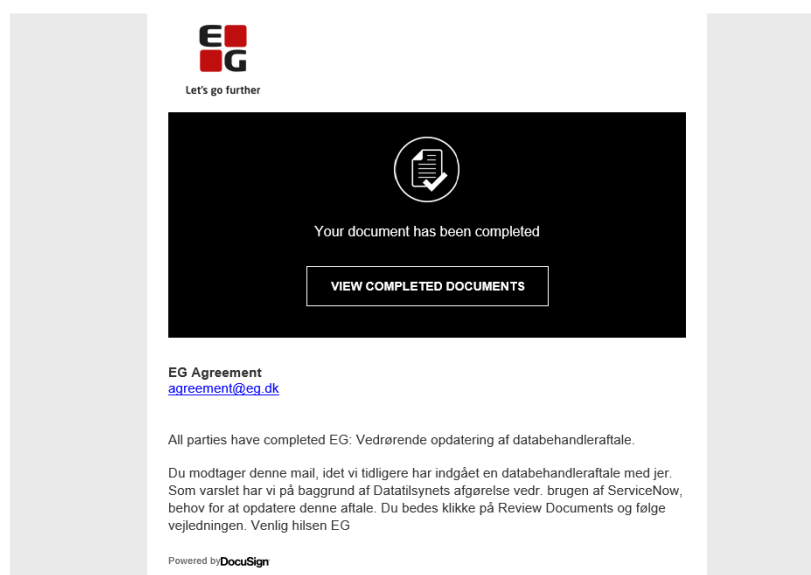 EG
Let's go further
Your document has been completed
VIEW COMPLETED DOCUMENTS
EG Agreement
agreement@eg.dk
All parties have completed EG: Vedrørende opdatering af databehandleraftale.
Du modtager denne mail, idet vi tidligere har indgået en databehandleraftale med jer.
Som varslet har vi på baggrund af Datatilsynets afgørelse vedr. brugen af ServiceNow,
behov for at opdatere denne aftale. Du bedes klikke på Review Documents og følge
vejledningen. Venlig hilsen EG
Powered by DocuSign